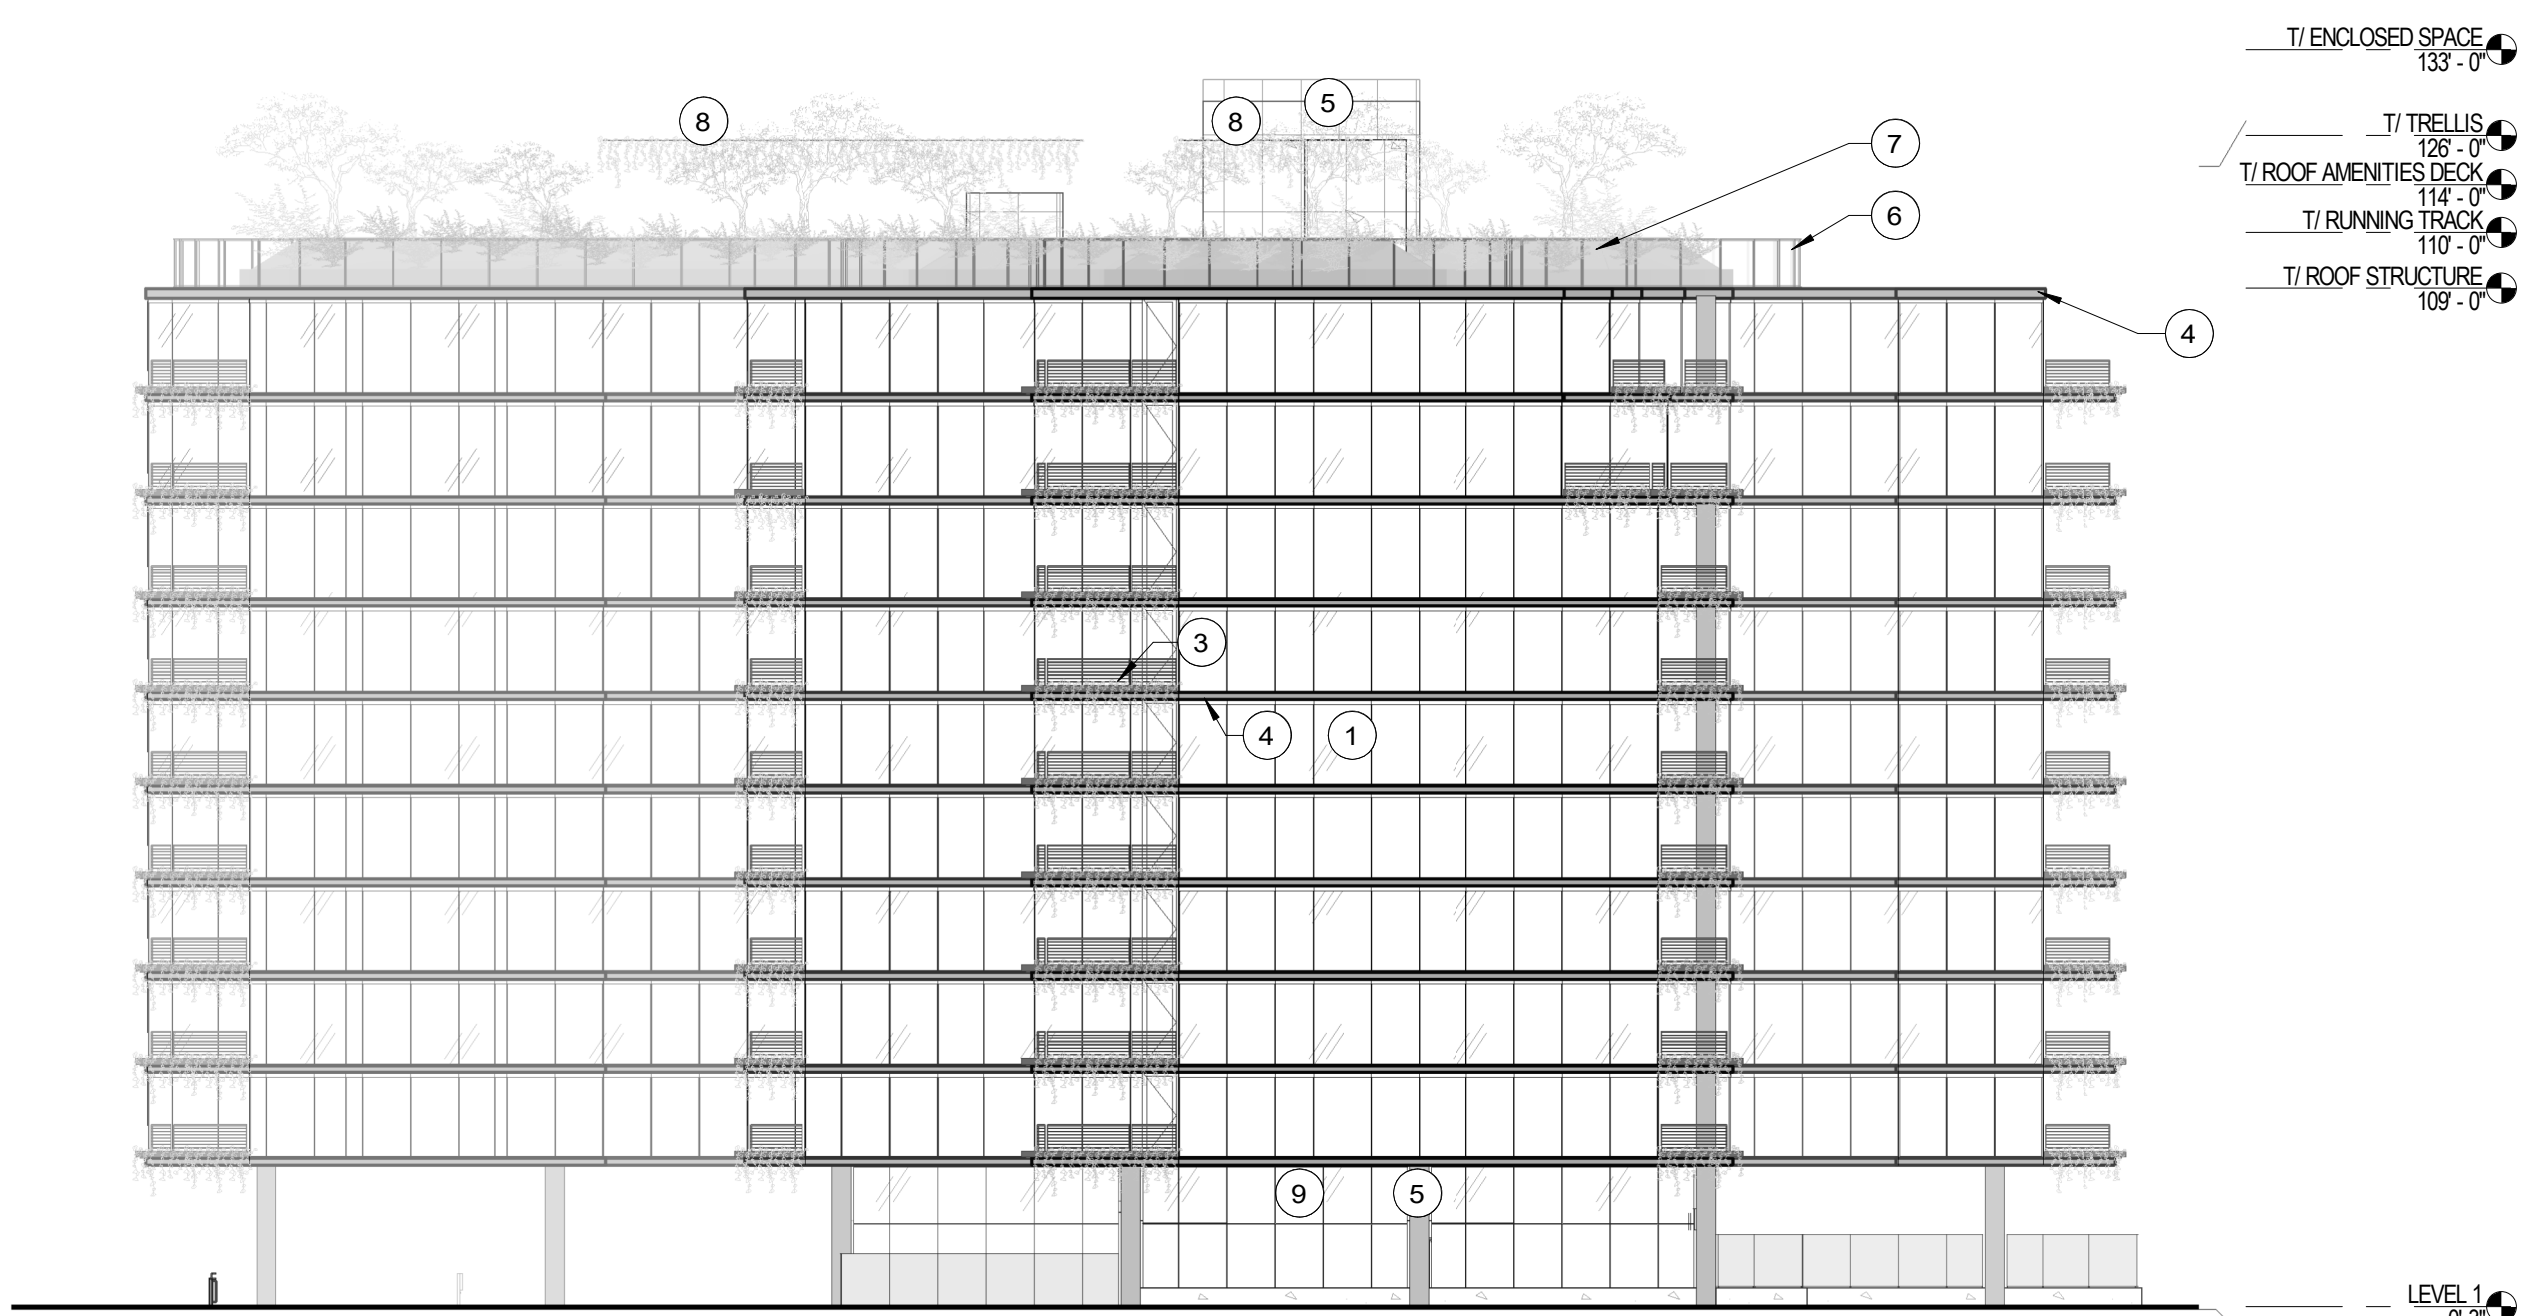 T/ ENCLOSED SPACE
133' - 0"
8
8
5
7
T/ TRELLIS
126' - 0"
T/ ROOF AMENITIES DECK
114' - 0"
6
T/ RUNNING TRACK
110' - 0"
T/ ROOF STRUCTURE
109' - 0"
4
3
4
1
9
5
LEVEL 1